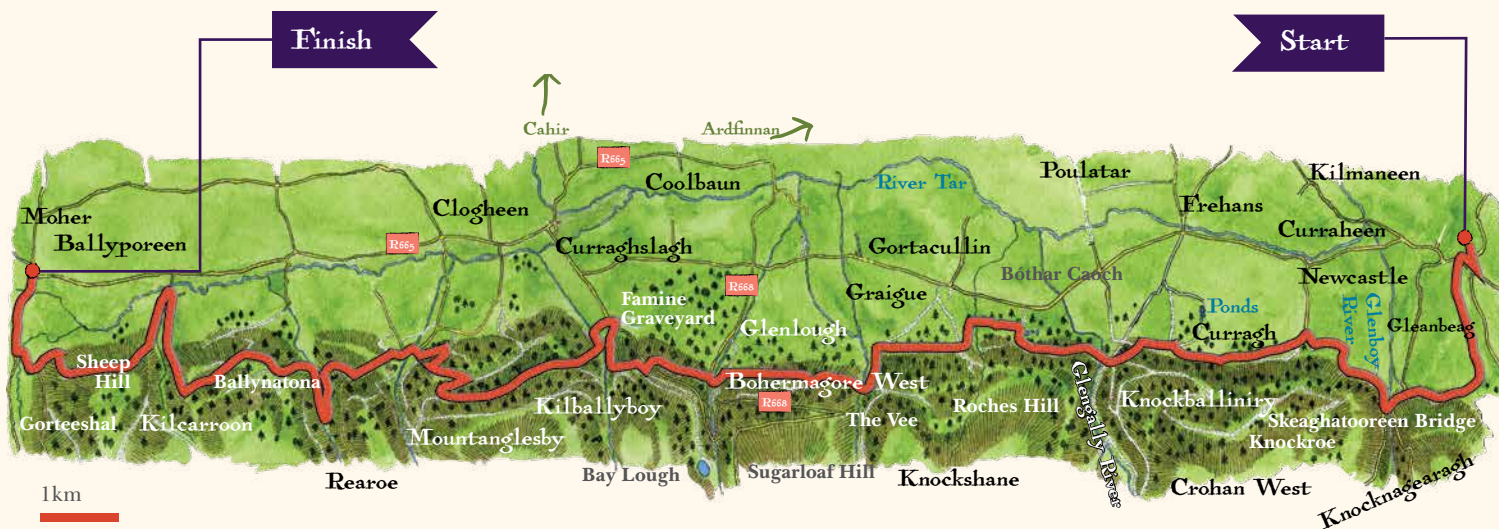 Finish
Start
Cahir
Ardfinnan
R665
Coolbaun
River Tar
Poulatar
Kilmaneen
Moher
Clogheen
Frehans
Ballyporeen
R665
Curraghslagh
Gortacullin
Curraheen
Bóthar Caoch
Newcastle
R668
Famine
Graveyard
Graigue
Ponds
Glenboy
River
Glenlough
Curragh
Gleanbeag
Sheep
Hill
Ballynatona
Bohermagore West
R668
Kilballyboy
Roches Hill
Glengally River
Knockballiniry
Gorteeshal
Kilcarroon
The Vee
Skeaghatooreen Bridge
Mountanglesby
Knockroe
Rearoe
Bay Lough
Sugarloaf Hill
Knockshane
Crohan West
Knocknagearagh
1km